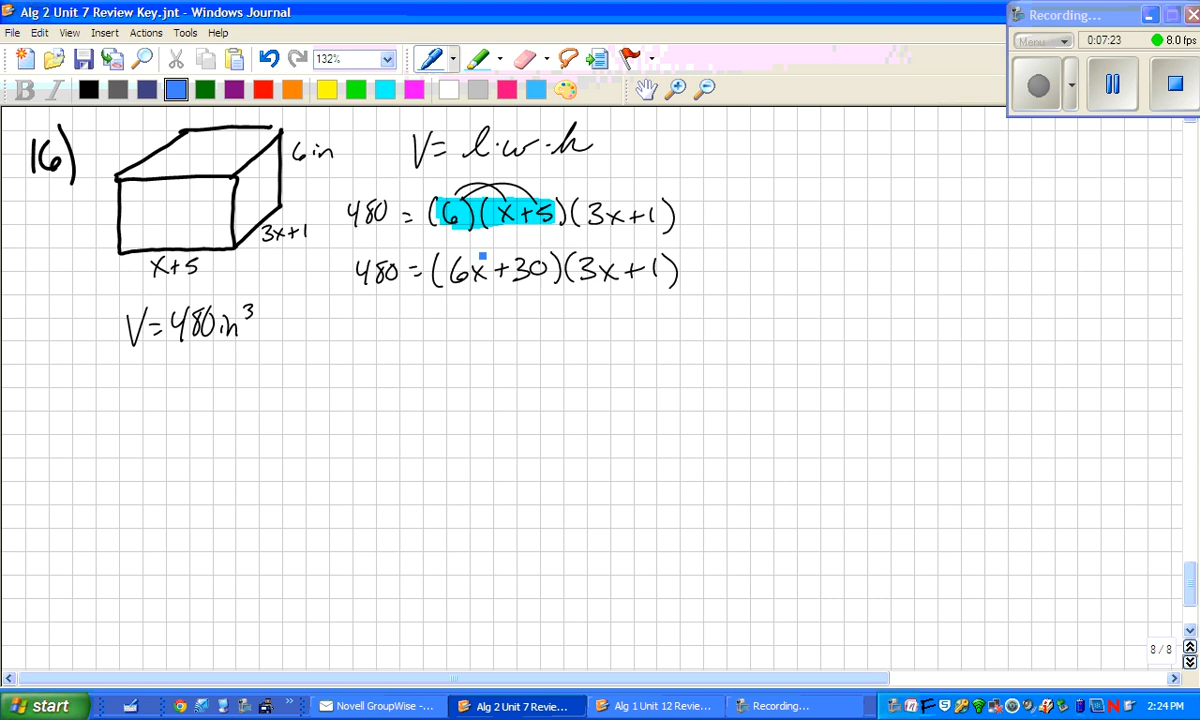 Alg 2 Unit 7 Review Key.jnt - Windows Journal
Recording...
File Edit View Insert Actions Tools Help
Menu 0:07:23 8.0 fps
132%
B I
16)
6 in
3x+1
x+5
V=480in³
V= l·w·h
480 = (6)(x+5)(3x+1)
480=(6x+30)(3x+1)
8 / 8
start
Novell GroupWise -...
Alg 2 Unit 7 Revie...
Alg 1 Unit 12 Revie...
Recording...
2:24 PM